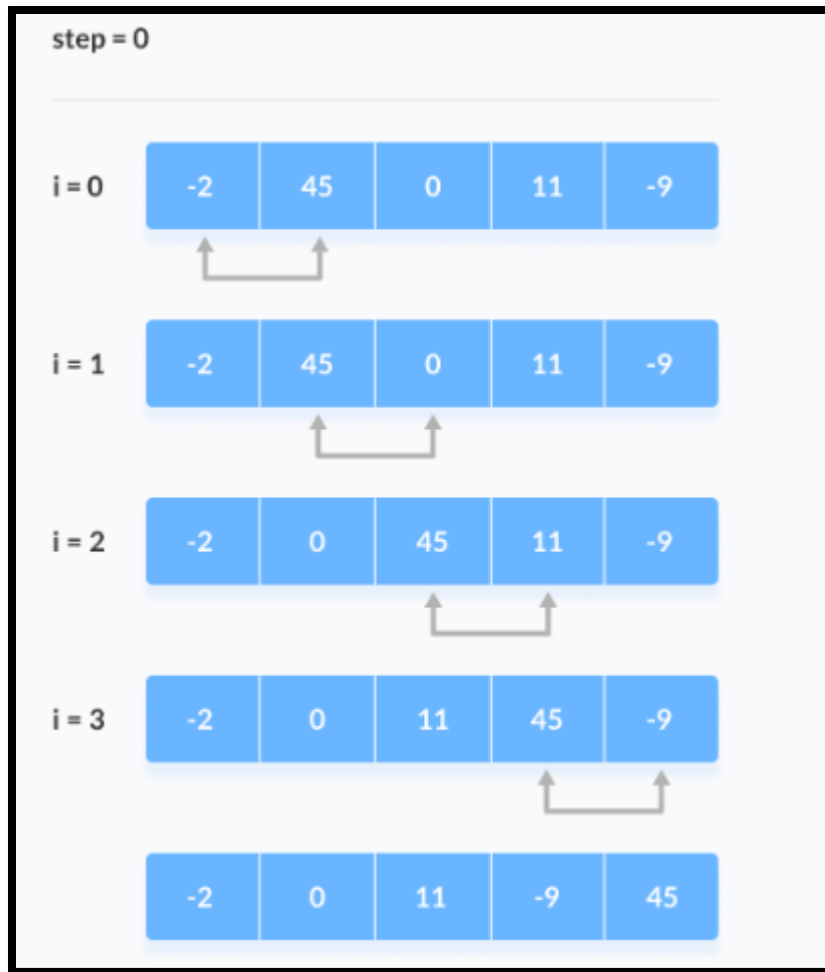 step = 0
i = 0 -2 45 0 11 -9
i = 1 -2 45 0 11 -9
i = 2 -2 0 45 11 -9
i = 3 -2 0 11 45 -9
-2 0 11 -9 45